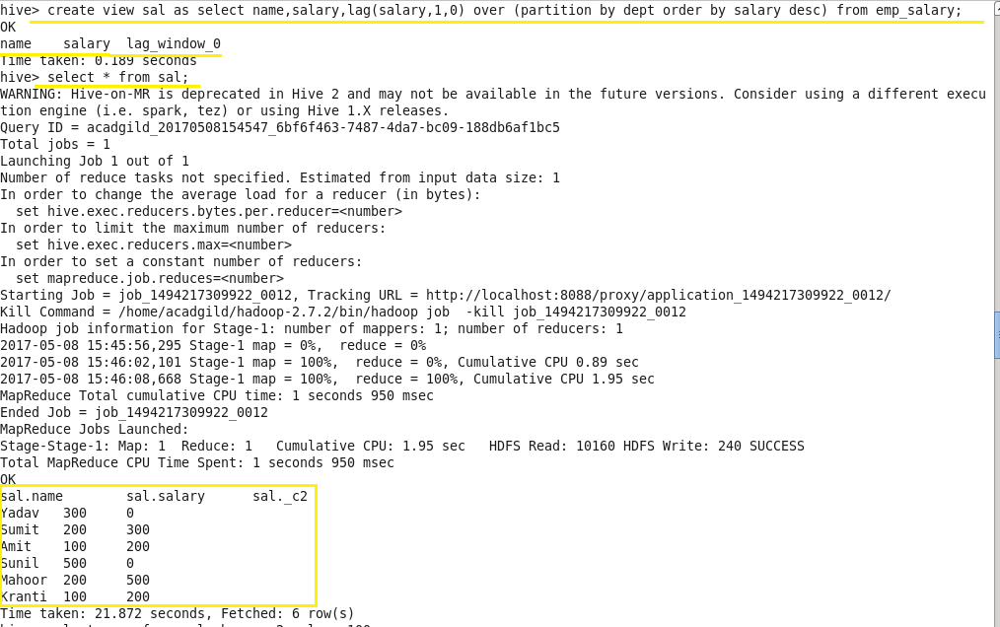 hive> create view sal as select name,salary,lag(salary,1,0) over (partition by dept order by salary desc) from emp_salary;
OK
name    salary  lag_window_0
Time taken: 0.189 seconds
hive> select * from sal;
WARNING: Hive-on-MR is deprecated in Hive 2 and may not be available in the future versions. Consider using a different execu
tion engine (i.e. spark, tez) or using Hive 1.X releases.
Query ID = acadgild_20170508154547_6bf6f463-7487-4da7-bc09-188db6af1bc5
Total jobs = 1
Launching Job 1 out of 1
Number of reduce tasks not specified. Estimated from input data size: 1
In order to change the average load for a reducer (in bytes):
  set hive.exec.reducers.bytes.per.reducer=<number>
In order to limit the maximum number of reducers:
  set hive.exec.reducers.max=<number>
In order to set a constant number of reducers:
  set mapreduce.job.reduces=<number>
Starting Job = job_1494217309922_0012, Tracking URL = http://localhost:8088/proxy/application_1494217309922_0012/
Kill Command = /home/acadgild/hadoop-2.7.2/bin/hadoop job  -kill job_1494217309922_0012
Hadoop job information for Stage-1: number of mappers: 1; number of reducers: 1
2017-05-08 15:45:56,295 Stage-1 map = 0%,  reduce = 0%
2017-05-08 15:46:02,101 Stage-1 map = 100%,  reduce = 0%, Cumulative CPU 0.89 sec
2017-05-08 15:46:08,668 Stage-1 map = 100%,  reduce = 100%, Cumulative CPU 1.95 sec
MapReduce Total cumulative CPU time: 1 seconds 950 msec
Ended Job = job_1494217309922_0012
MapReduce Jobs Launched:
Stage-Stage-1: Map: 1  Reduce: 1   Cumulative CPU: 1.95 sec   HDFS Read: 10160 HDFS Write: 240 SUCCESS
Total MapReduce CPU Time Spent: 1 seconds 950 msec
OK
sal.name        sal.salary      sal._c2
Yadav   300     0
Sumit   200     300
Amit    100     200
Sunil   500     0
Mahoor  200     500
Kranti  100     200
Time taken: 21.872 seconds, Fetched: 6 row(s)